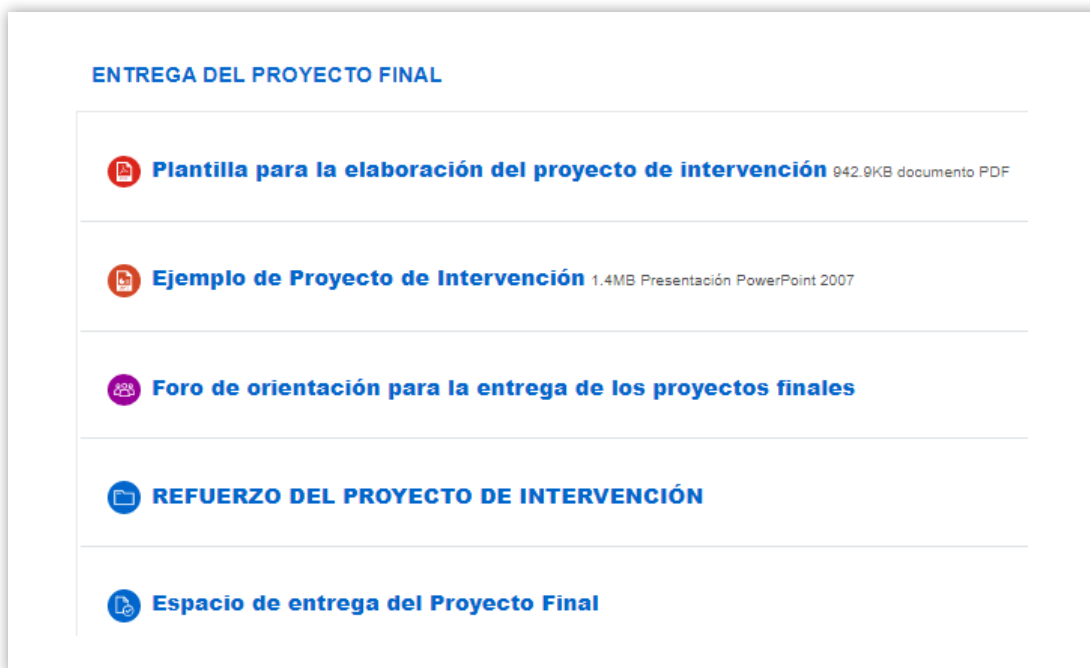 ENTREGA DEL PROYECTO FINAL
Plantilla para la elaboración del proyecto de intervención 942.9KB documento PDF
Ejemplo de Proyecto de Intervención 1.4MB Presentación PowerPoint 2007
Foro de orientación para la entrega de los proyectos finales
REFUERZO DEL PROYECTO DE INTERVENCIÓN
Espacio de entrega del Proyecto Final